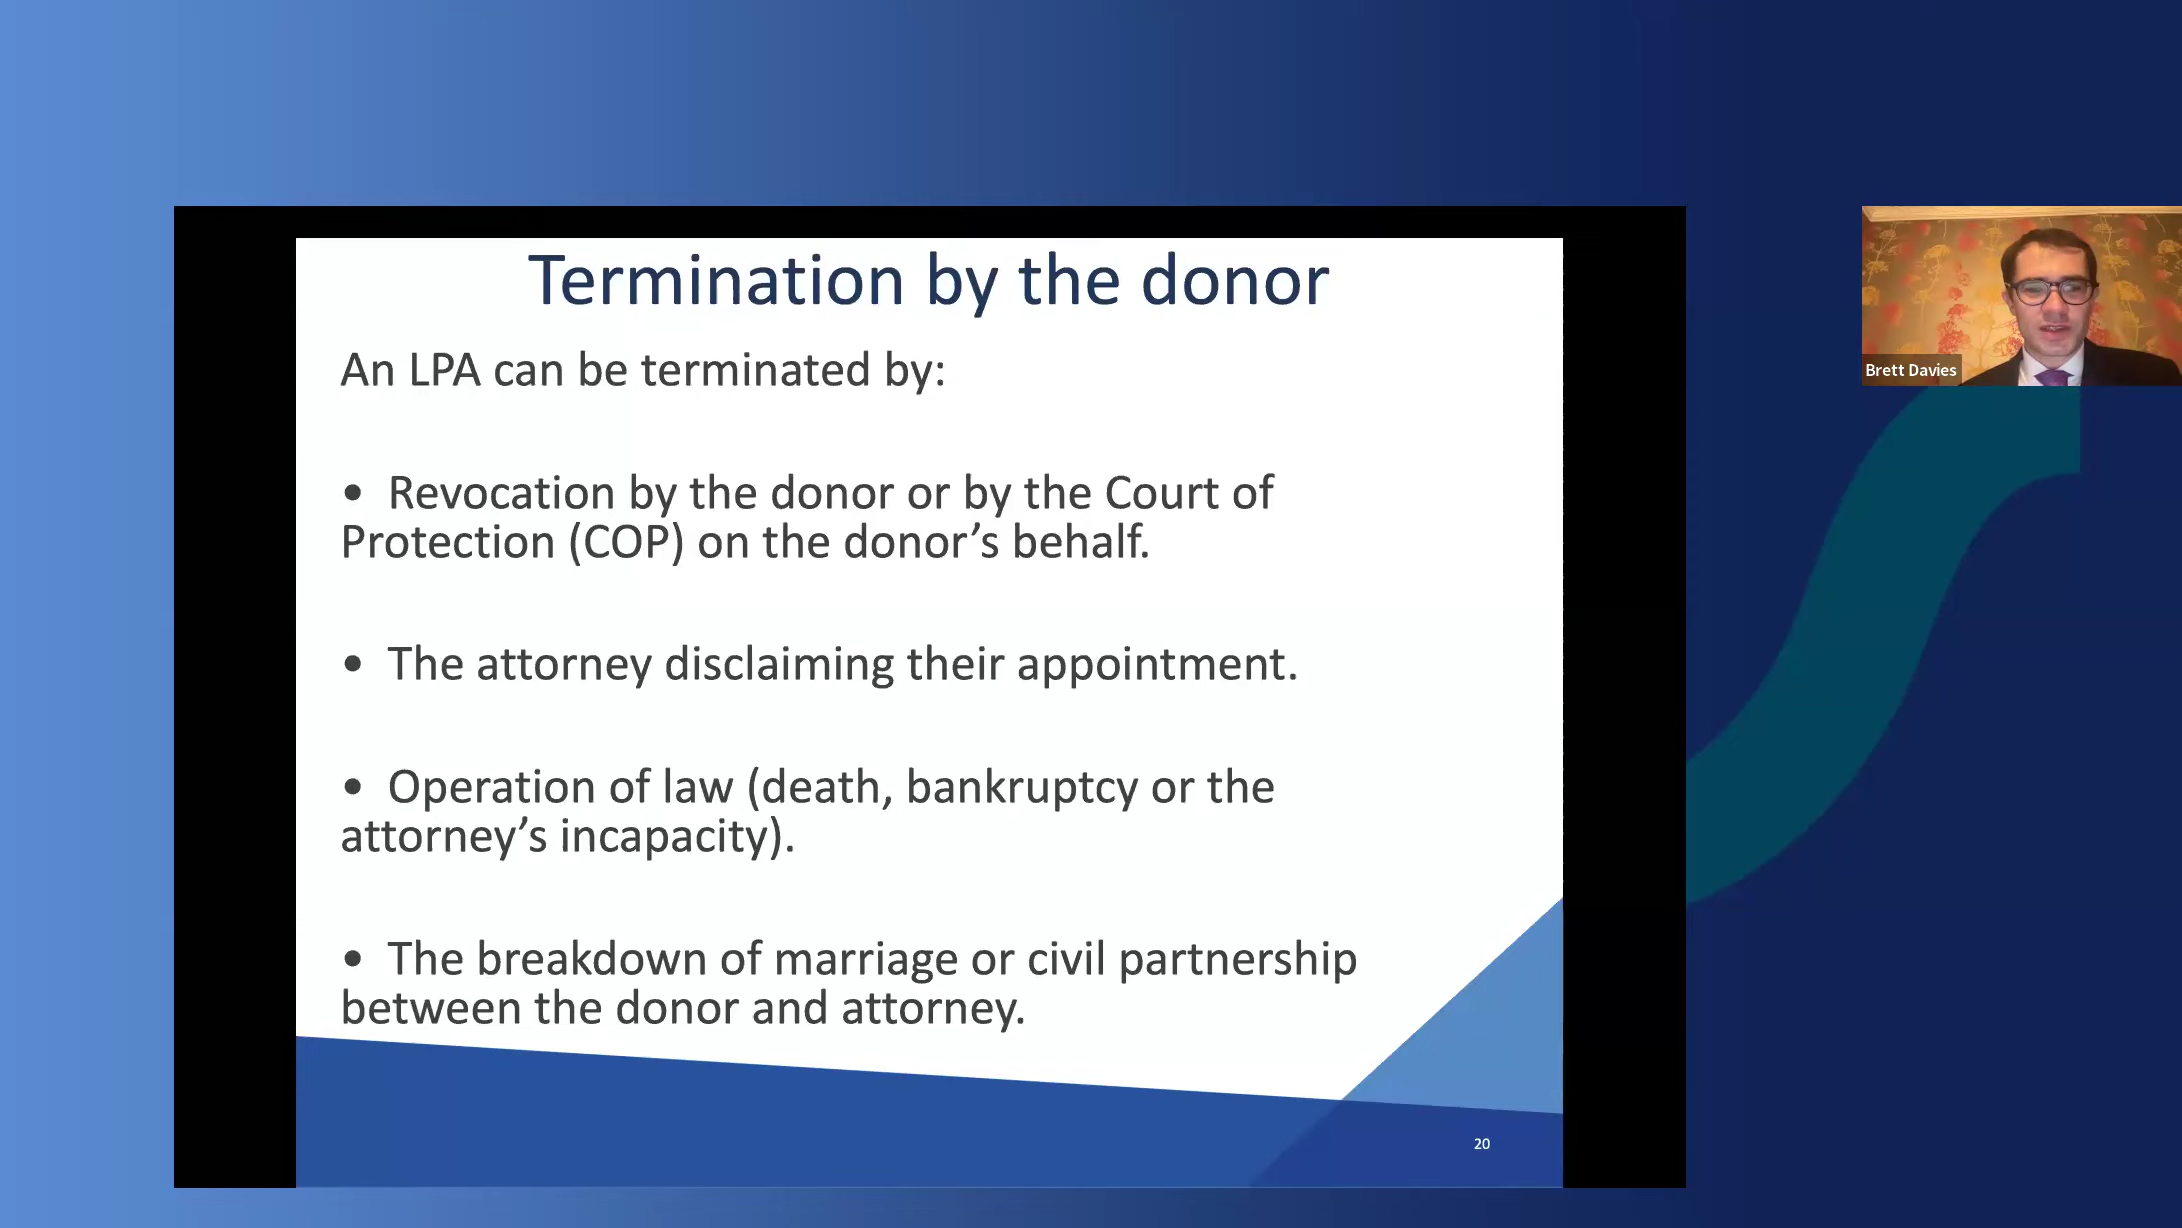 Termination by the donor
An LPA can be terminated by:
• Revocation by the donor or by the Court of
Protection (COP) on the donor’s behalf.
• The attorney disclaiming their appointment.
• Operation of law (death, bankruptcy or the
attorney’s incapacity).
• The breakdown of marriage or civil partnership
between the donor and attorney.
20
Brett Davies